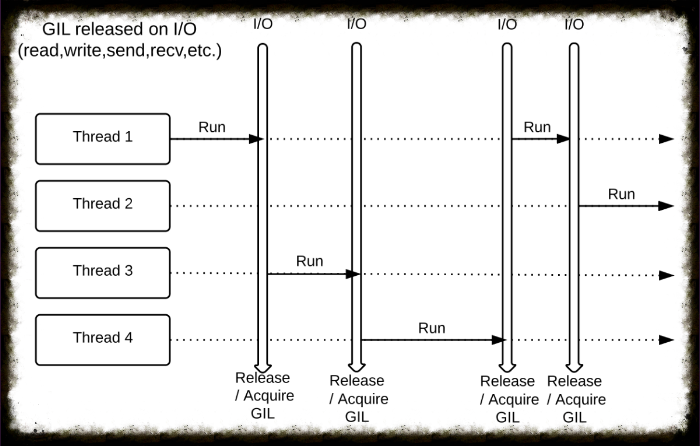 GIL released on I/O
(read,write,send,recv,etc.)
I/O
I/O
I/O
I/O
Thread 1
Run
Run
Thread 2
Run
Thread 3
Run
Thread 4
Run
Release
/ Acquire
GIL
Release
/ Acquire
GIL
Release
/ Acquire
GIL
Release
/ Acquire
GIL